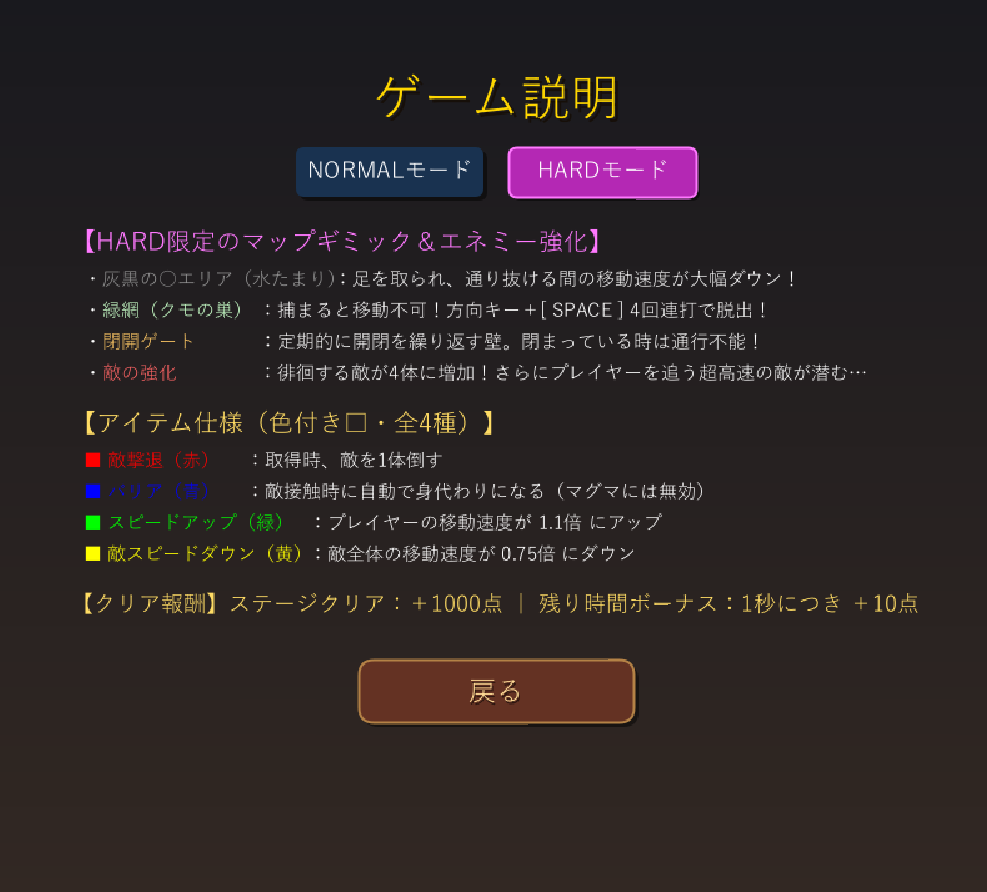 ゲーム説明
NORMALモード HARDモード
【HARD限定のマップギミック＆エネミー強化】
・灰黒の○エリア（水たまり）：足を取られ、通り抜ける間の移動速度が大幅ダウン！
・緑網（クモの巣）：捕まると移動不可！方向キー＋[ SPACE ] 4回連打で脱出！
・閉開ゲート：定期的に開閉を繰り返す壁。閉まっている時は通行不能！
・敵の強化：徘徊する敵が4体に増加！さらにプレイヤーを追う超高速の敵が潜む…
【アイテム仕様（色付き□・全4種）】
■ 敵撃退（赤）：取得時、敵を1体倒す
■ バリア（青）：敵接触時に自動で身代わりになる（マグマには無効）
■ スピードアップ（緑）：プレイヤーの移動速度が 1.1倍 にアップ
■ 敵スピードダウン（黄）：敵全体の移動速度が 0.75倍 にダウン
【クリア報酬】ステージクリア：＋1000点 ｜ 残り時間ボーナス：1秒につき ＋10点
戻る